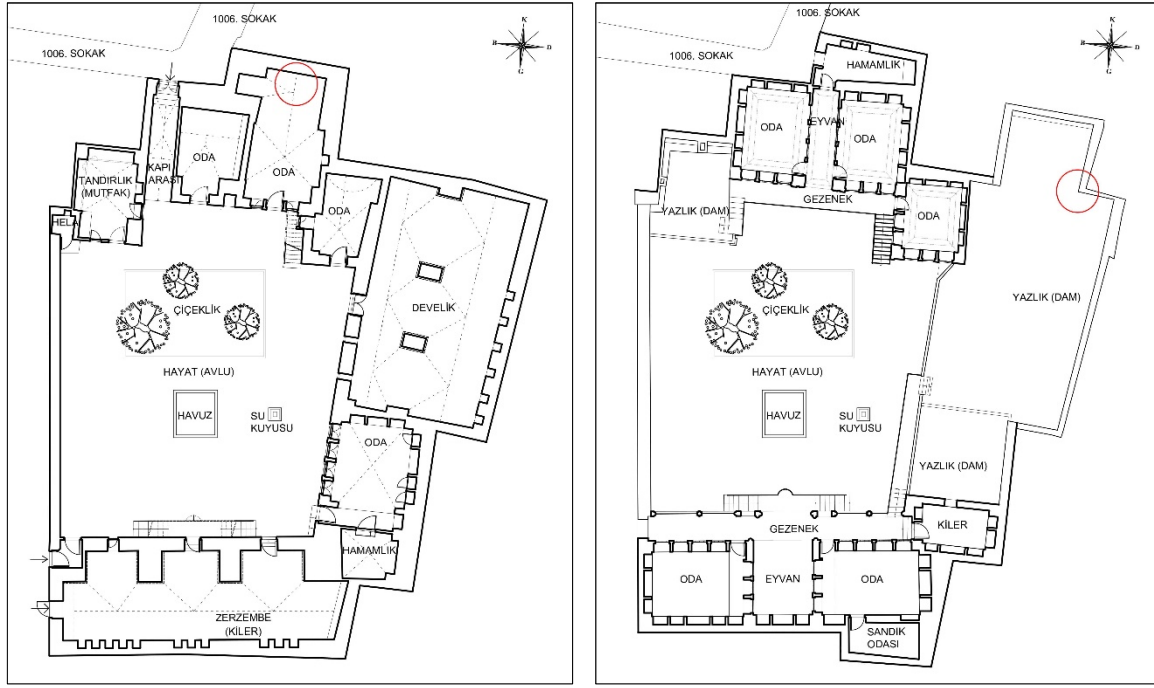 1006. SOKAK
1006. SOKAK
K
B
D
G
ODA
ODA
KAPI
ARASI
TANDIRLIK
(MUTFAK)
HELA
ODA
ÇİÇEKLİK
DEVELİK
HAYAT (AVLU)
HAVUZ
SU
KUYUSU
ODA
HAMAMLIK
ZERZEMBE
(KİLER)
1006. SOKAK
1006. SOKAK
K
B
D
G
HAMAMLIK
ODA
EYVAN
ODA
GEZENEK
YAZLIK (DAM)
ODA
ÇİÇEKLİK
YAZLIK (DAM)
HAYAT (AVLU)
HAVUZ
SU
KUYUSU
YAZLIK (DAM)
GEZENEK
KİLER
ODA
EYVAN
ODA
SANDIK
ODASI